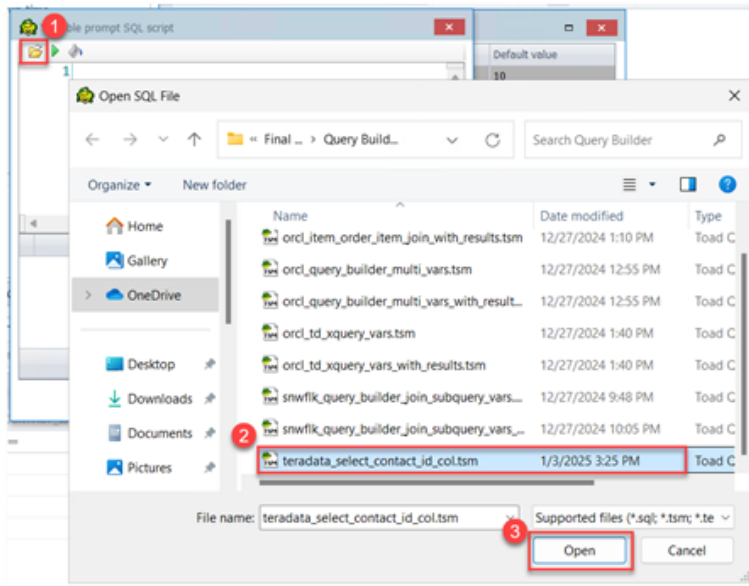 1
ble prompt SQL script
Default value
10
1
Open SQL File
« Final ... > Query Build...
Search Query Builder
Organize
New folder
Name
Date modified
Type
Home
Gallery
OneDrive
Desktop
Downloads
Documents
Pictures
orcl_item_order_item_join_with_results.tsm 12/27/2024 1:10 PM Toad C
orcl_query_builder_multi_vars.tsm 12/27/2024 12:55 PM Toad C
orcl_query_builder_multi_vars_with_result... 12/27/2024 12:55 PM Toad C
orcl_td_xquery_vars.tsm 12/27/2024 1:40 PM Toad C
orcl_td_xquery_vars_with_results.tsm 12/27/2024 1:40 PM Toad C
snwflk_query_builder_join_subquery_vars.... 12/27/2024 9:48 PM Toad C
snwflk_query_builder_join_subquery_vars_... 12/27/2024 10:05 PM Toad C
2
teradata_select_contact_id_col.tsm 1/3/2025 3:25 PM Toad C
File name: teradata_select_contact_id_col.tsm
Supported files (*.sql; *.tsm; *.te
3
Open
Cancel